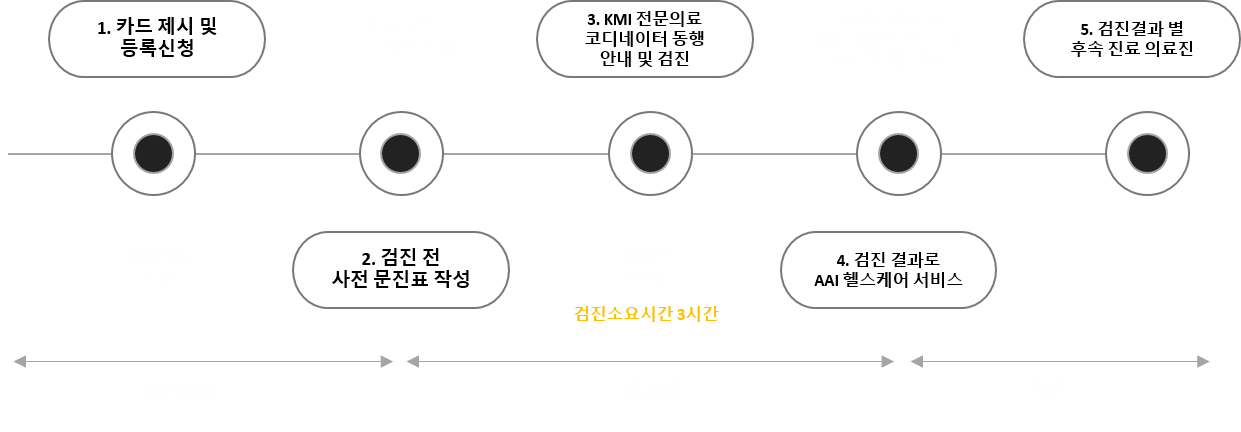 1. 카드 제시 및
등록신청
2. 검진 전
사전 문진표 작성
3. KMI 전문의료
코디네이터 동행
안내 및 검진
4. 검진 결과로
AAI 헬스케어 서비스
5. 검진결과 별
후속 진료 의료진
검진소요시간 3시간